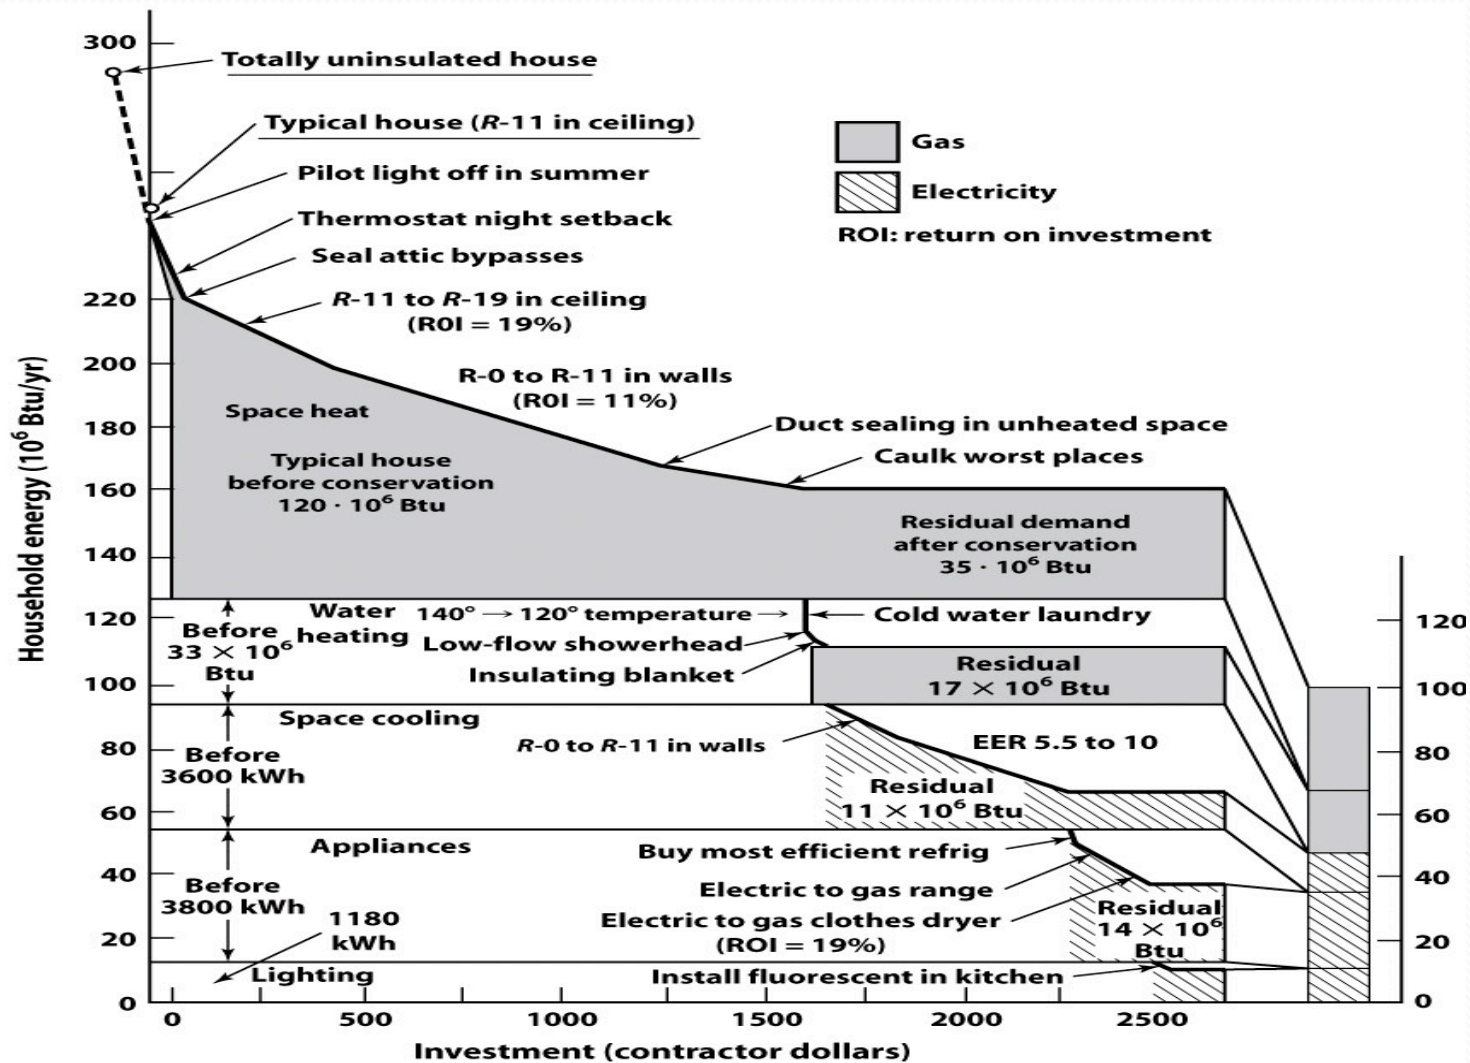 300
Totally uninsulated house
Typical house (R-11 in ceiling)
Pilot light off in summer
Thermostat night setback
Seal attic bypasses
220
R-11 to R-19 in ceiling
(R0I = 19%)
200
R-0 to R-11 in walls
(R0I = 11%)
180
160
140
120
100
80
60
40
20
0
Household energy (10⁶ Btu/yr)
Gas
Electricity
ROI: return on investment
Space heat
Typical house
before conservation
120 · 10⁶ Btu
Duct sealing in unheated space
Caulk worst places
Residual demand
after conservation
35 · 10⁶ Btu
Water
heating
140° → 120° temperature
Cold water laundry
Before
33 × 10⁶
Btu
Low-flow showerhead
Insulating blanket
Residual
17 × 10⁶ Btu
Space cooling
Before
3600 kWh
R-0 to R-11 in walls
EER 5.5 to 10
Residual
11 × 10⁶ Btu
Appliances
Before
3800 kWh
Buy most efficient refrig
Electric to gas range
Electric to gas clothes dryer
(ROI = 19%)
Residual
14 × 10⁶
Btu
1180
kWh
Lighting
Install fluorescent in kitchen
120
100
80
60
40
20
0
0
500
1000
1500
2000
2500
Investment (contractor dollars)